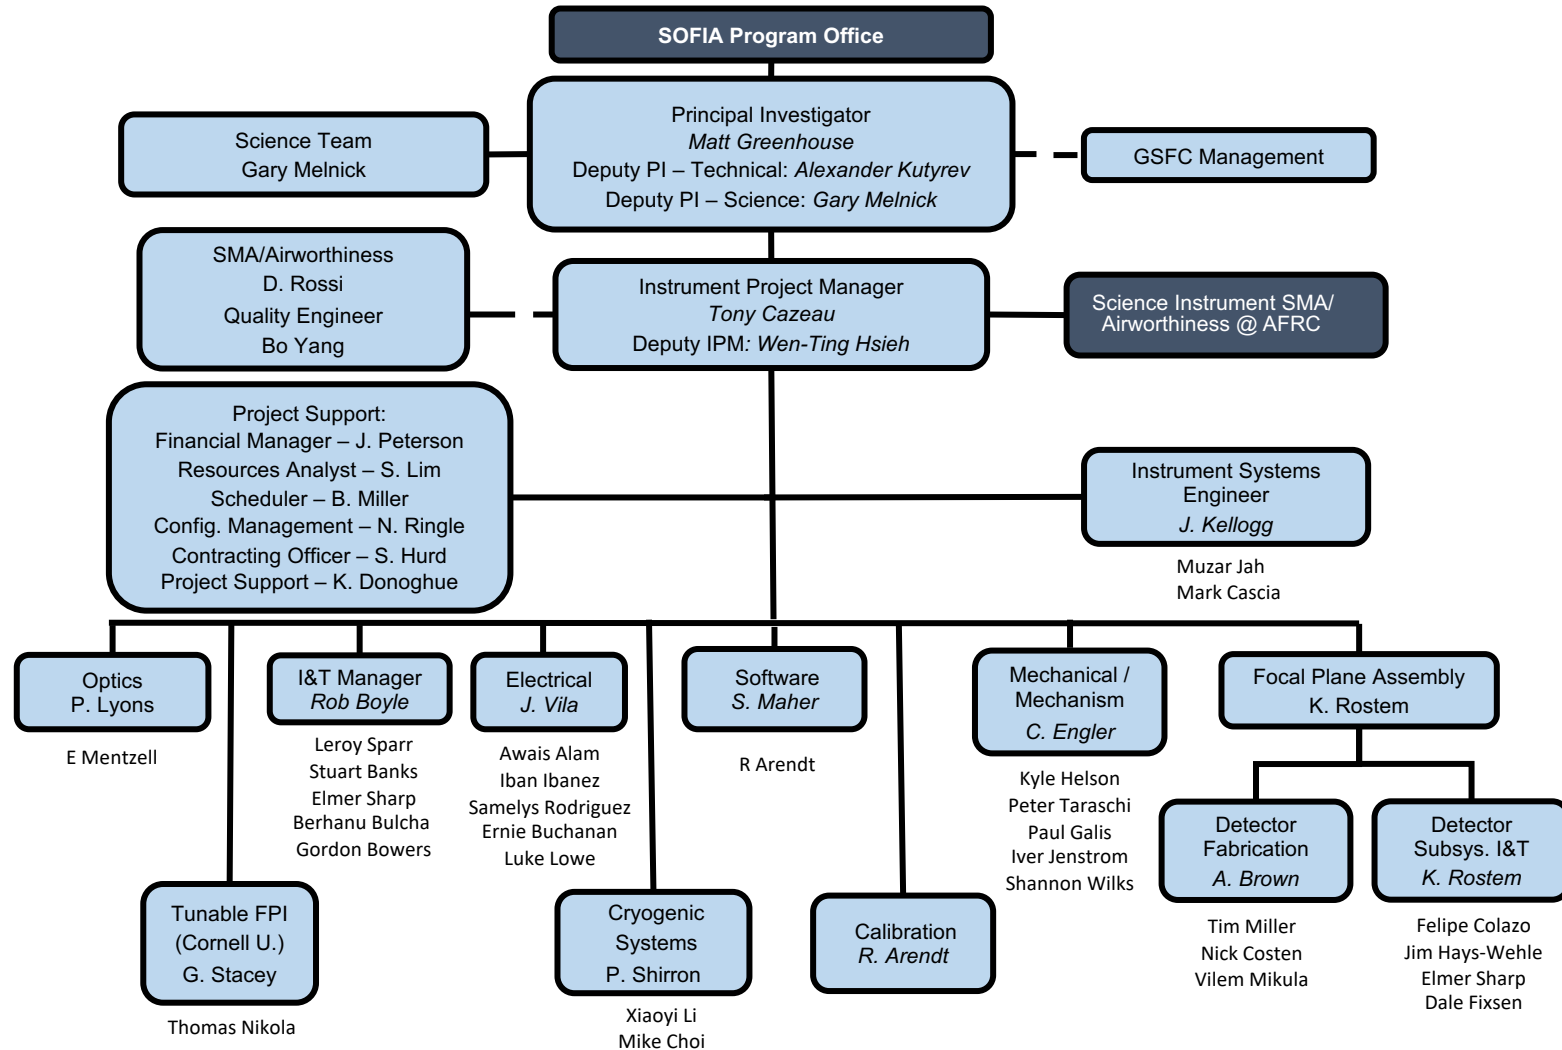 SOFIA Program Office
Principal Investigator
Matt Greenhouse
Deputy PI – Technical: Alexander Kutyrev
Deputy PI – Science: Gary Melnick
Science Team
Gary Melnick
GSFC Management
SMA/Airworthiness
D. Rossi
Quality Engineer
Bo Yang
Instrument Project Manager
Tony Cazeau
Deputy IPM: Wen-Ting Hsieh
Science Instrument SMA/
Airworthiness @ AFRC
Project Support:
Financial Manager – J. Peterson
Resources Analyst – S. Lim
Scheduler – B. Miller
Config. Management – N. Ringle
Contracting Officer – S. Hurd
Project Support – K. Donoghue
Instrument Systems
Engineer
J. Kellogg
Muzar Jah
Mark Cascia
Optics
P. Lyons
E Mentzell
Tunable FPI
(Cornell U.)
G. Stacey
Thomas Nikola
I&T Manager
Rob Boyle
Leroy Sparr
Stuart Banks
Elmer Sharp
Berhanu Bulcha
Gordon Bowers
Electrical
J. Vila
Awais Alam
Iban Ibanez
Samelys Rodriguez
Ernie Buchanan
Luke Lowe
Cryogenic
Systems
P. Shirron
Xiaoyi Li
Mike Choi
Software
S. Maher
R Arendt
Calibration
R. Arendt
Mechanical /
Mechanism
C. Engler
Kyle Helson
Peter Taraschi
Paul Galis
Iver Jenstrom
Shannon Wilks
Focal Plane Assembly
K. Rostem
Detector
Fabrication
A. Brown
Tim Miller
Nick Costen
Vilem Mikula
Detector
Subsys. I&T
K. Rostem
Felipe Colazo
Jim Hays-Wehle
Elmer Sharp
Dale Fixsen